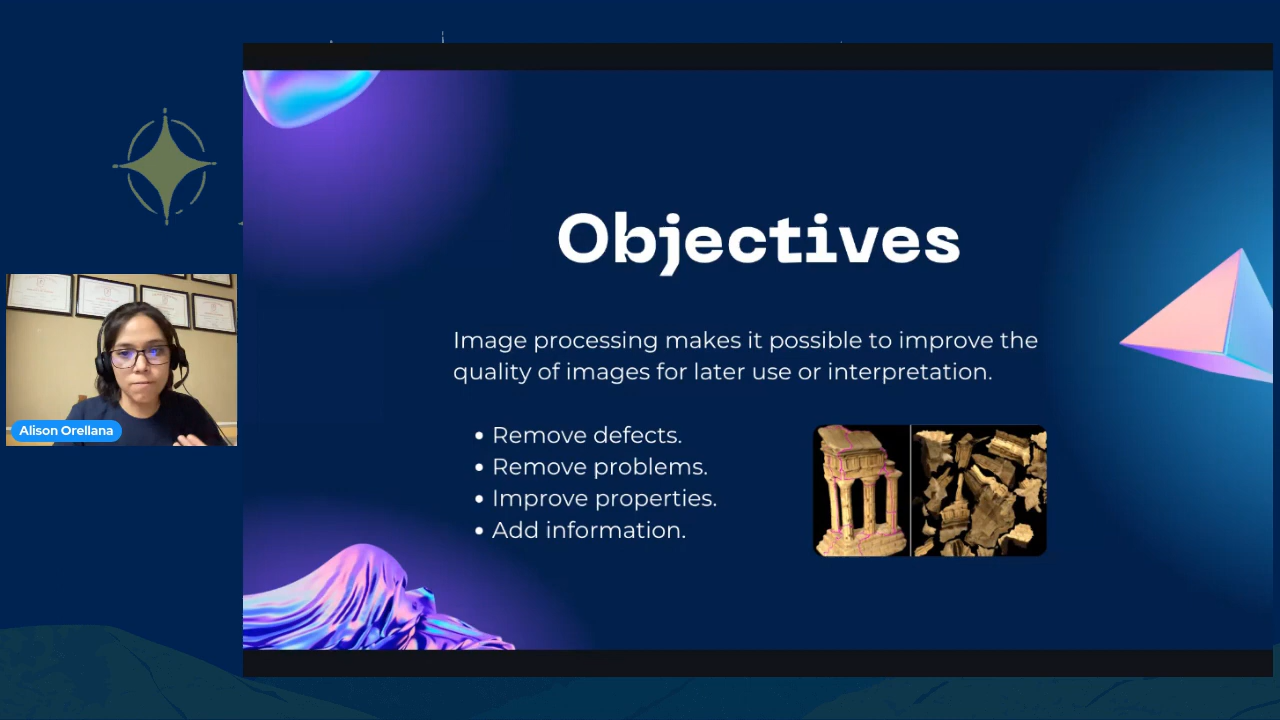 Objectives
Image processing makes it possible to improve the
quality of images for later use or interpretation.
• Remove defects.
• Remove problems.
• Improve properties.
• Add information.
Alison Orellana